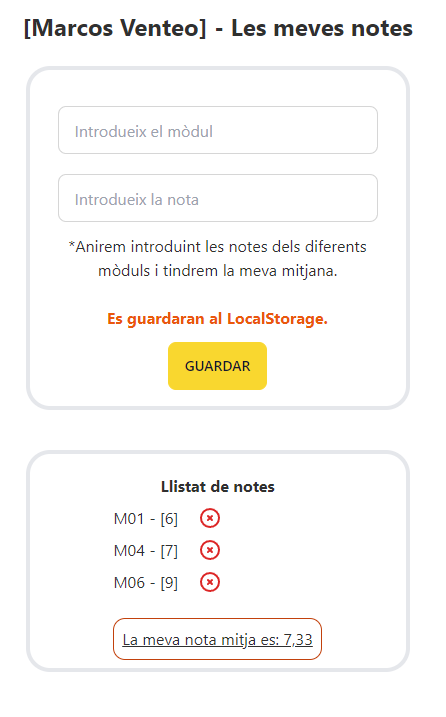 [Marcos Venteo] - Les meves notes
Introdueix el mòdul
Introdueix la nota
*Anirem introduint les notes dels diferents
mòduls i tindrem la meva mitjana.
Es guardaran al LocalStorage.
GUARDAR
Llistat de notes
M01 - [6]
M04 - [7]
M06 - [9]
La meva nota mitja es: 7,33